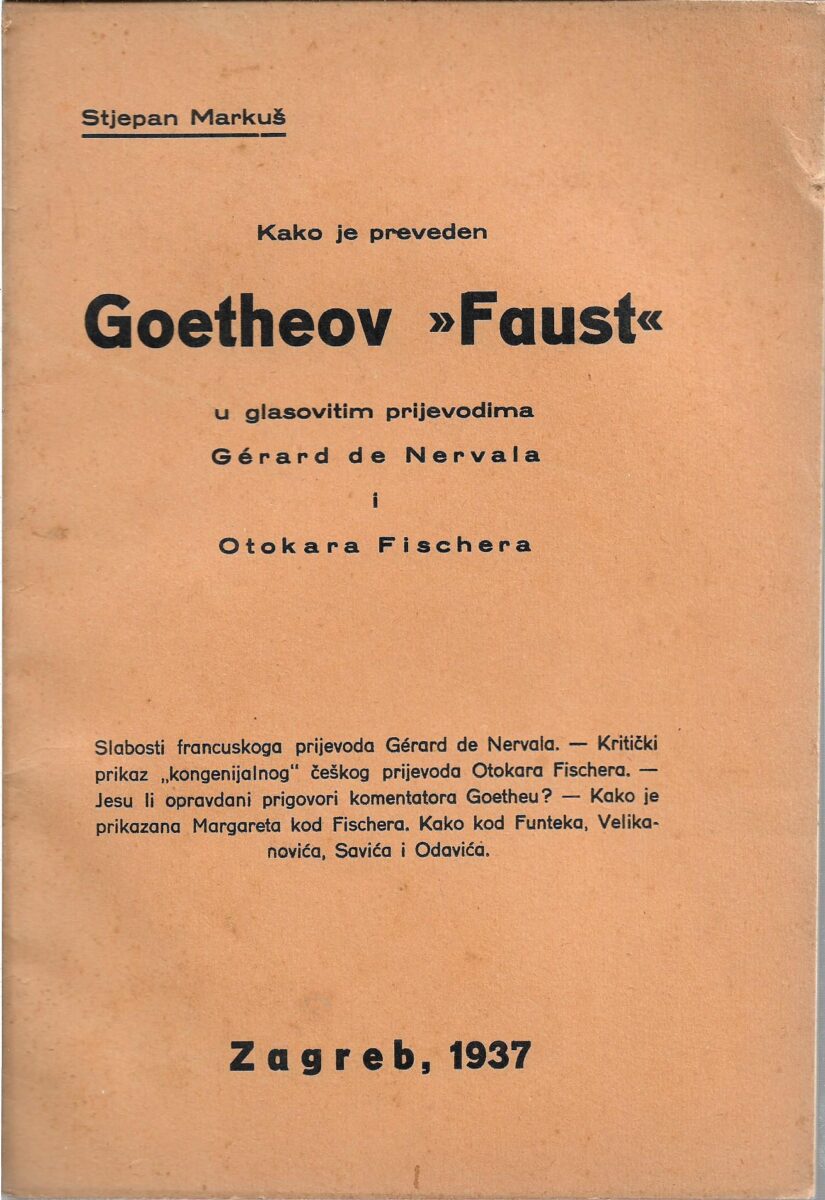 Stjepan Markuš
Kako je preveden
Goetheov »Faust«
u glasovitim prijevodima
Gérard de Nervala
i
Otokara Fischera
Slabosti francuskoga prijevoda Gérard de Nervala. — Kritički
prikaz „kongenijalnog“ češkog prijevoda Otokara Fischera. —
Jesu li opravdani prigovori komentatora Goetheu? — Kako je
prikazana Margareta kod Fischera. Kako kod Funteka, Velika-
novića, Savića i Odavića.
Zagreb, 1937